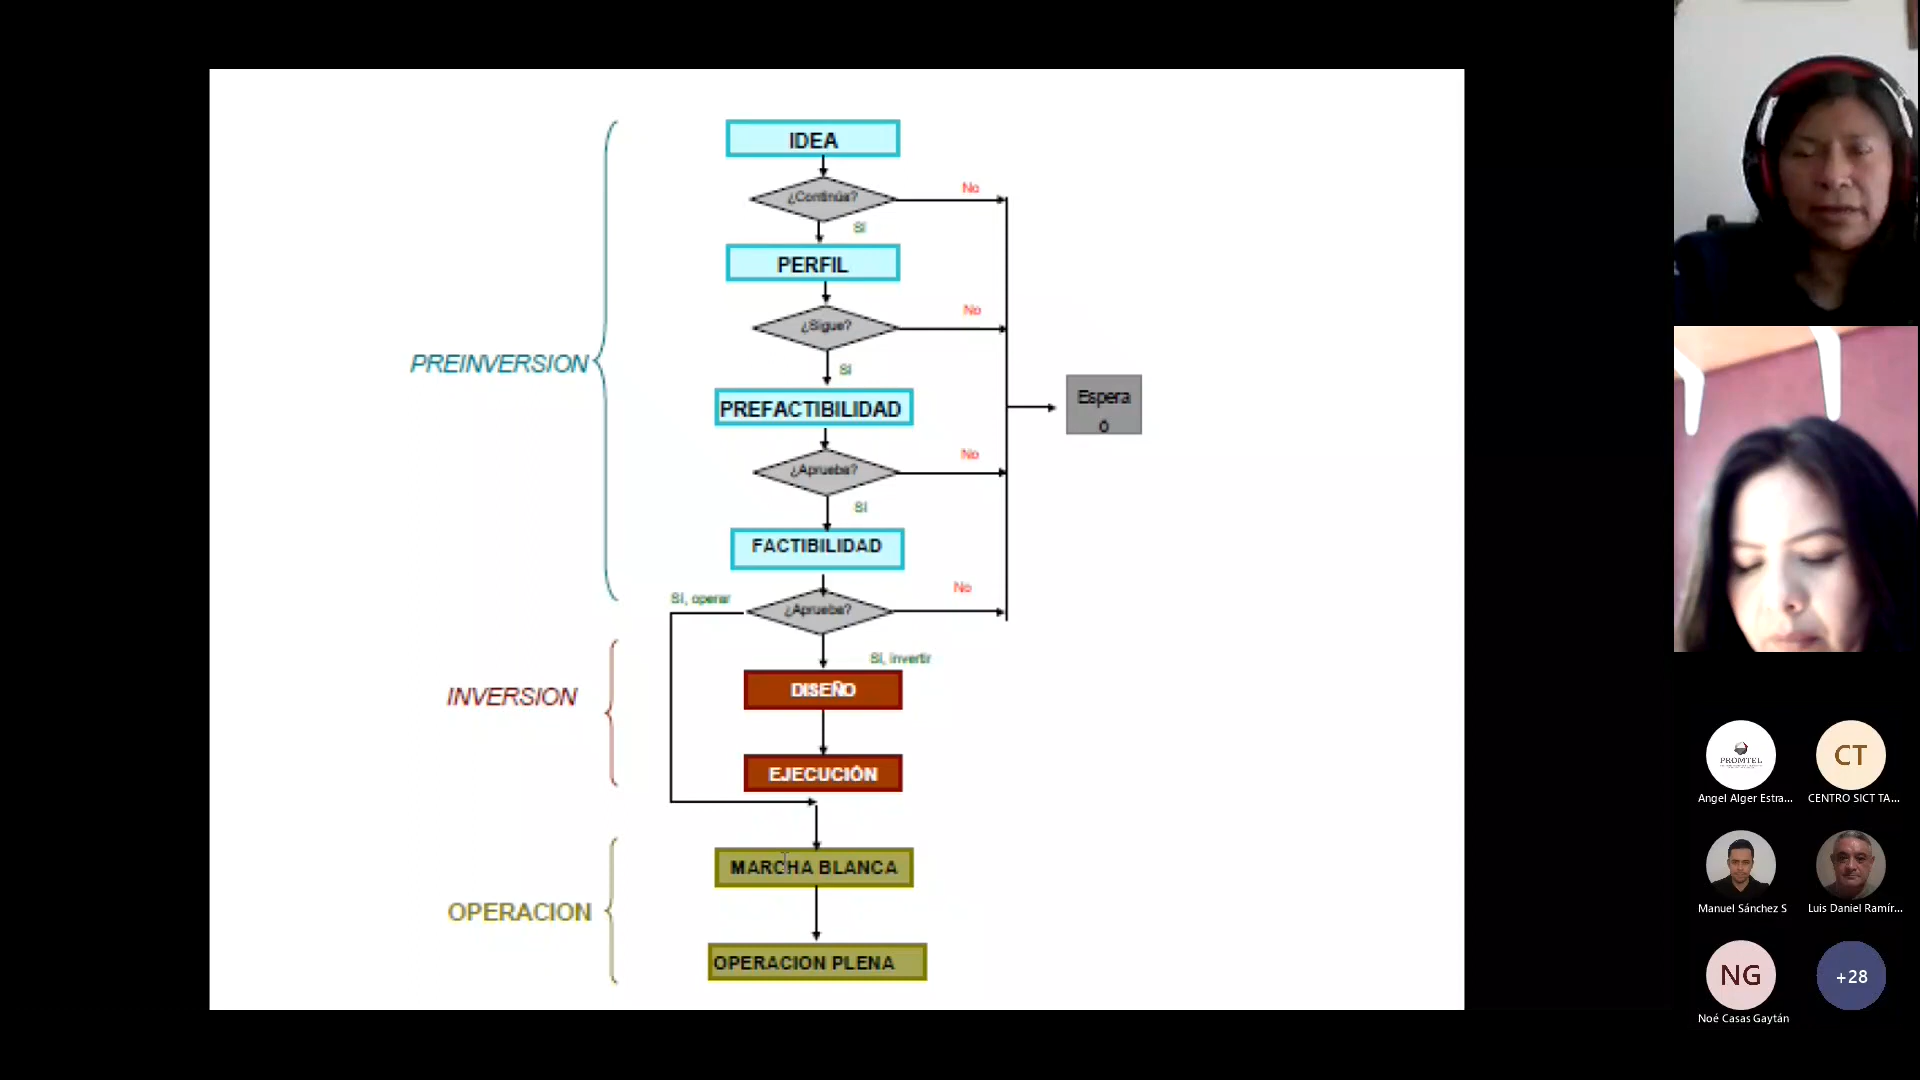 IDEA
¿Continúa?
No
Sí
PERFIL
¿Sigue?
No
Sí
PREINVERSION
PREFACTIBILIDAD
Espera
o
¿Aprueba?
No
Sí
FACTIBILIDAD
Sí, operar
¿Aprueba?
No
Sí, invertir
INVERSION
DISEÑO
EJECUCIÓN
MARCHA BLANCA
OPERACION
OPERACION PLENA
PROMTEL
Angel Alger Estra...
CT
CENTRO SICT TA...
Manuel Sánchez S
Luis Daniel Ramír...
NG
Noé Casas Gaytán
+28